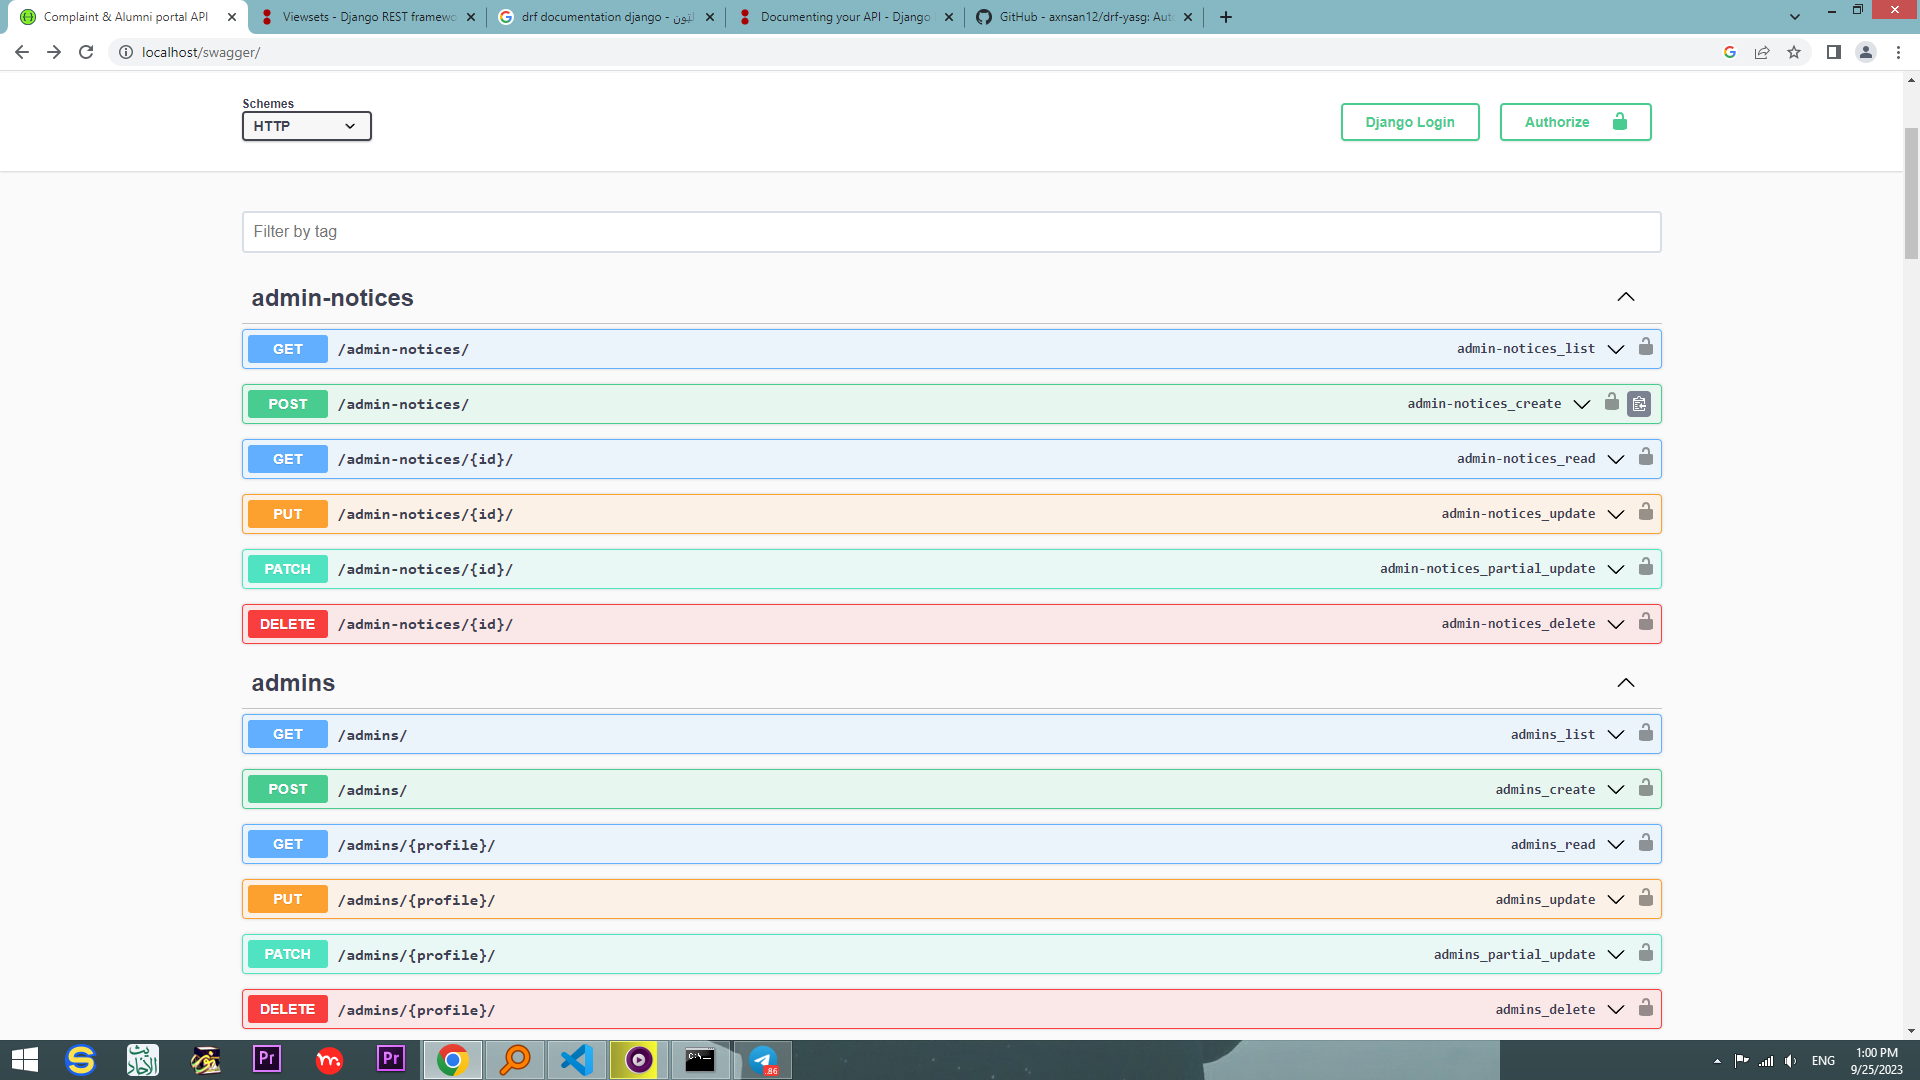 Complaint & Alumni portal API
Viewsets - Django REST framewo
drf documentation django -
Documenting your API - Django
GitHub - axnsan12/drf-yasg: Aut
localhost/swagger/
Schemes
HTTP
Django Login
Authorize
Filter by tag
admin-notices
GET /admin-notices/ admin-notices_list
POST /admin-notices/ admin-notices_create
GET /admin-notices/{id}/ admin-notices_read
PUT /admin-notices/{id}/ admin-notices_update
PATCH /admin-notices/{id}/ admin-notices_partial_update
DELETE /admin-notices/{id}/ admin-notices_delete
admins
GET /admins/ admins_list
POST /admins/ admins_create
GET /admins/{profile}/ admins_read
PUT /admins/{profile}/ admins_update
PATCH /admins/{profile}/ admins_partial_update
DELETE /admins/{profile}/ admins_delete
S
Pr
Pr
C:\_
86
ENG
1:00 PM
9/25/2023